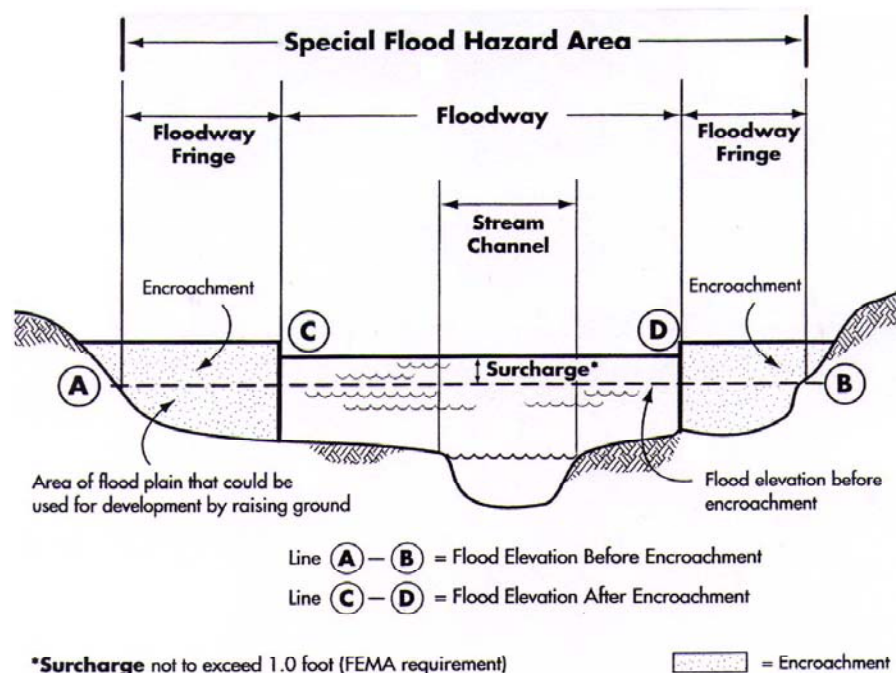 Special Flood Hazard Area
Floodway
Fringe
Floodway
Floodway
Fringe
Stream
Channel
Encroachment
Encroachment
C
D
Surcharge*
A
B
Area of flood plain that could be
used for development by raising ground
Flood elevation before
encroachment
Line A – B = Flood Elevation Before Encroachment
Line C – D = Flood Elevation After Encroachment
*Surcharge not to exceed 1.0 foot (FEMA requirement)
= Encroachment